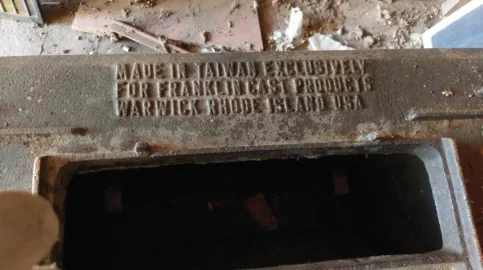 MADE IN TAIWAN EXCLUSIVELY
FOR FRANKLIN CAST PRODUCTS
WARWICK RHODE ISLAND USA